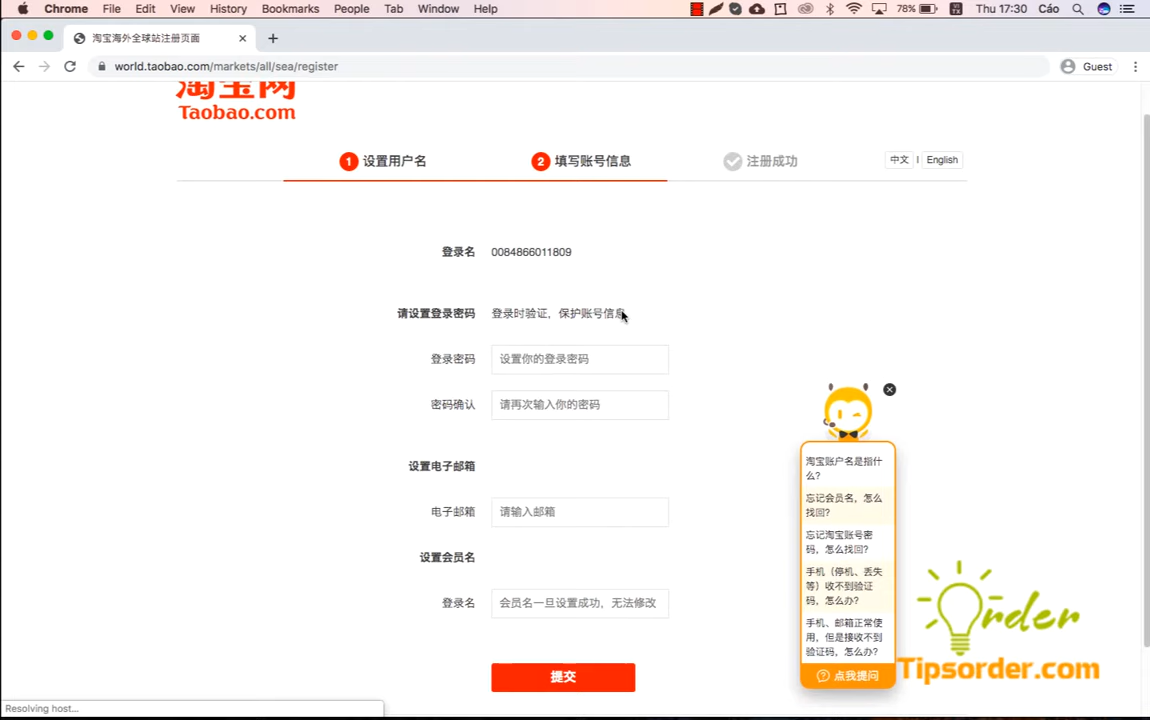 Chrome File Edit View History Bookmarks People Tab Window Help 78% Thu 17:30 Cáo
淘宝海外全球站注册页面
world.taobao.com/markets/all/sea/register Guest
淘宝网
Taobao.com
1 设置用户名 2 填写账号信息 注册成功 中文 | English
登录名 0084866011809
请设置登录密码 登录时验证，保护账号信息
登录密码 设置你的登录密码
密码确认 请再次输入你的密码
设置电子邮箱
电子邮箱 请输入邮箱
设置会员名
登录名 会员名一旦设置成功，无法修改
提交
淘宝账户名是指什
么?
忘记会员名，怎么
找回?
忘记淘宝账号密
码，怎么找回?
手机（停机、丢失
等）收不到验证
码，怎么办?
手机、邮箱正常使
用，但是接收不到
验证码，怎么办?
点我提问
order
Tipsorder.com
Resolving host...